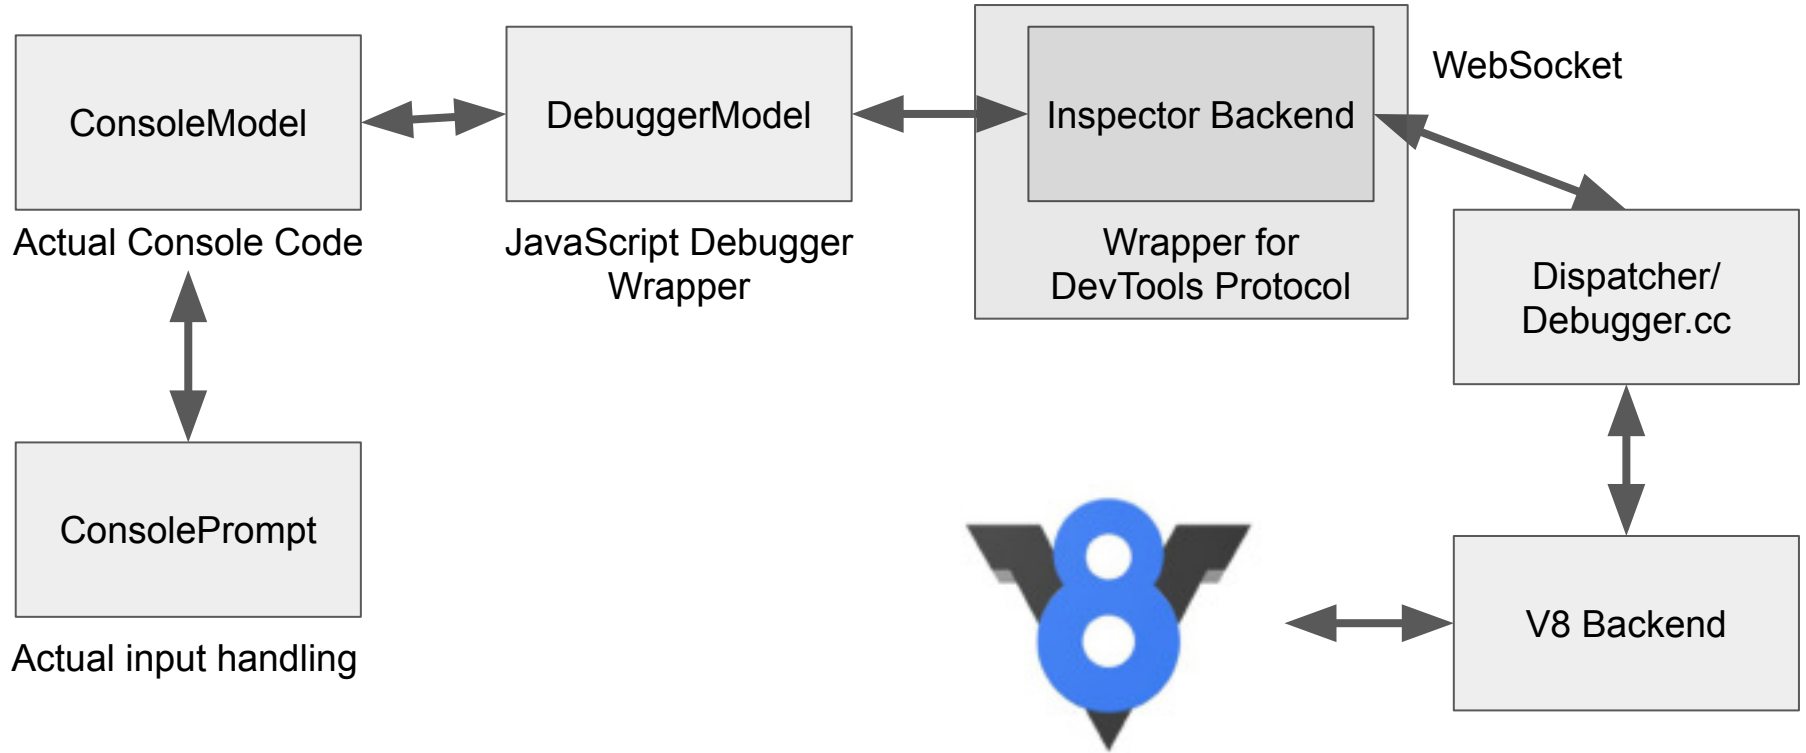 ConsoleModel
Actual Console Code
DebuggerModel
JavaScript Debugger
Wrapper
Inspector Backend
Wrapper for
DevTools Protocol
WebSocket
Dispatcher/
Debugger.cc
ConsolePrompt
Actual input handling
V8
V8 Backend